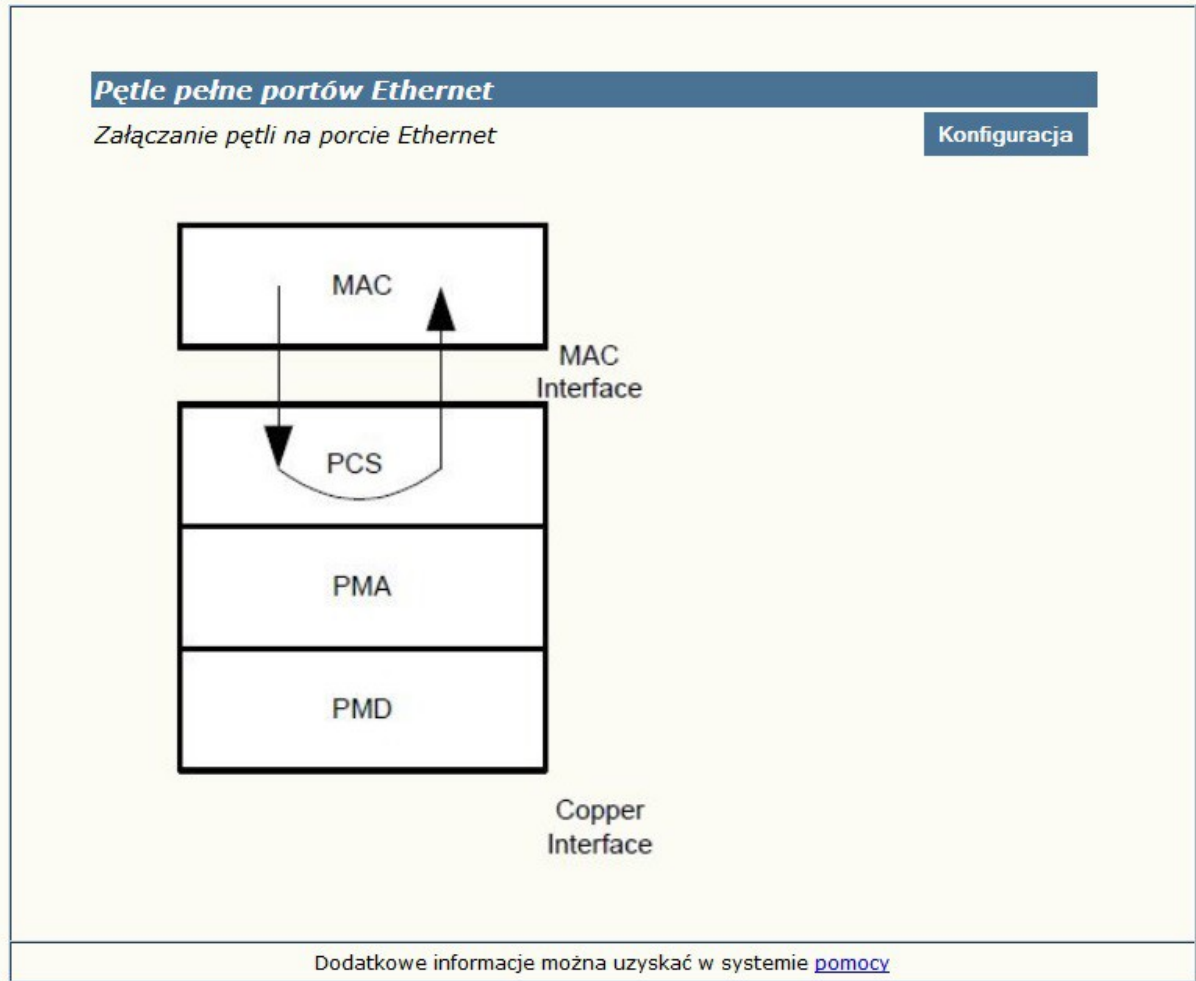 Pętle pełne portów Ethernet
Załączanie pętli na porcie Ethernet
Konfiguracja
MAC
MAC
Interface
PCS
PMA
PMD
Copper
Interface
Dodatkowe informacje można uzyskać w systemie pomocy